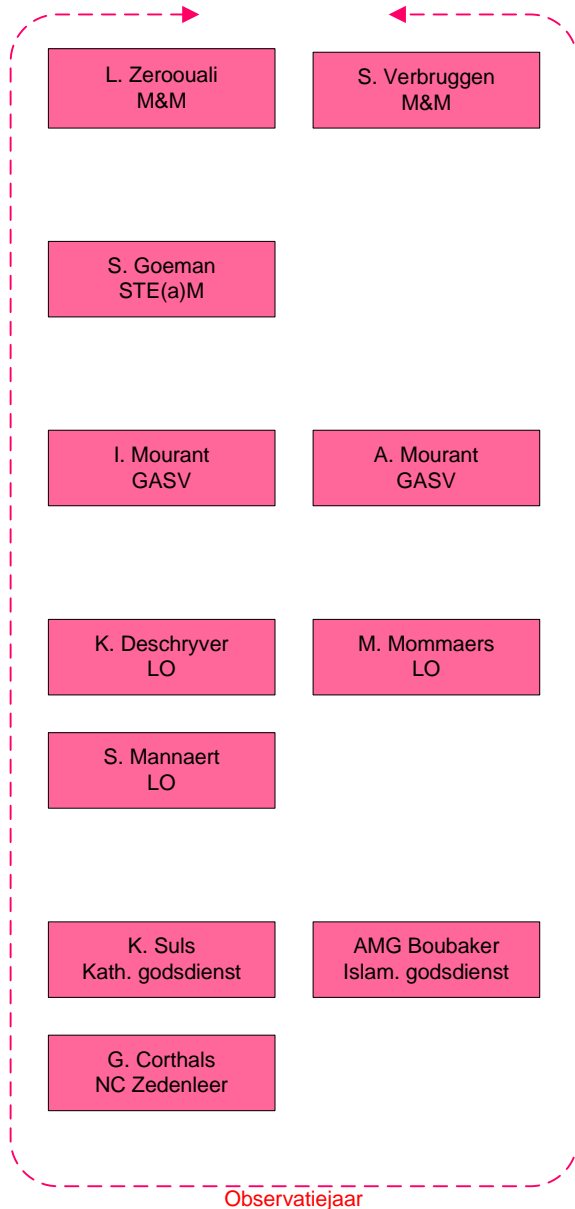 L. Zeroouali
M&M
S. Verbruggen
M&M
S. Goeman
STE(a)M
I. Mourant
GASV
A. Mourant
GASV
K. Deschryver
LO
M. Mommaers
LO
S. Mannaert
LO
K. Suls
Kath. godsdienst
AMG Boubaker
Islam. godsdienst
G. Corthals
NC Zedenleer
Observatiejaar